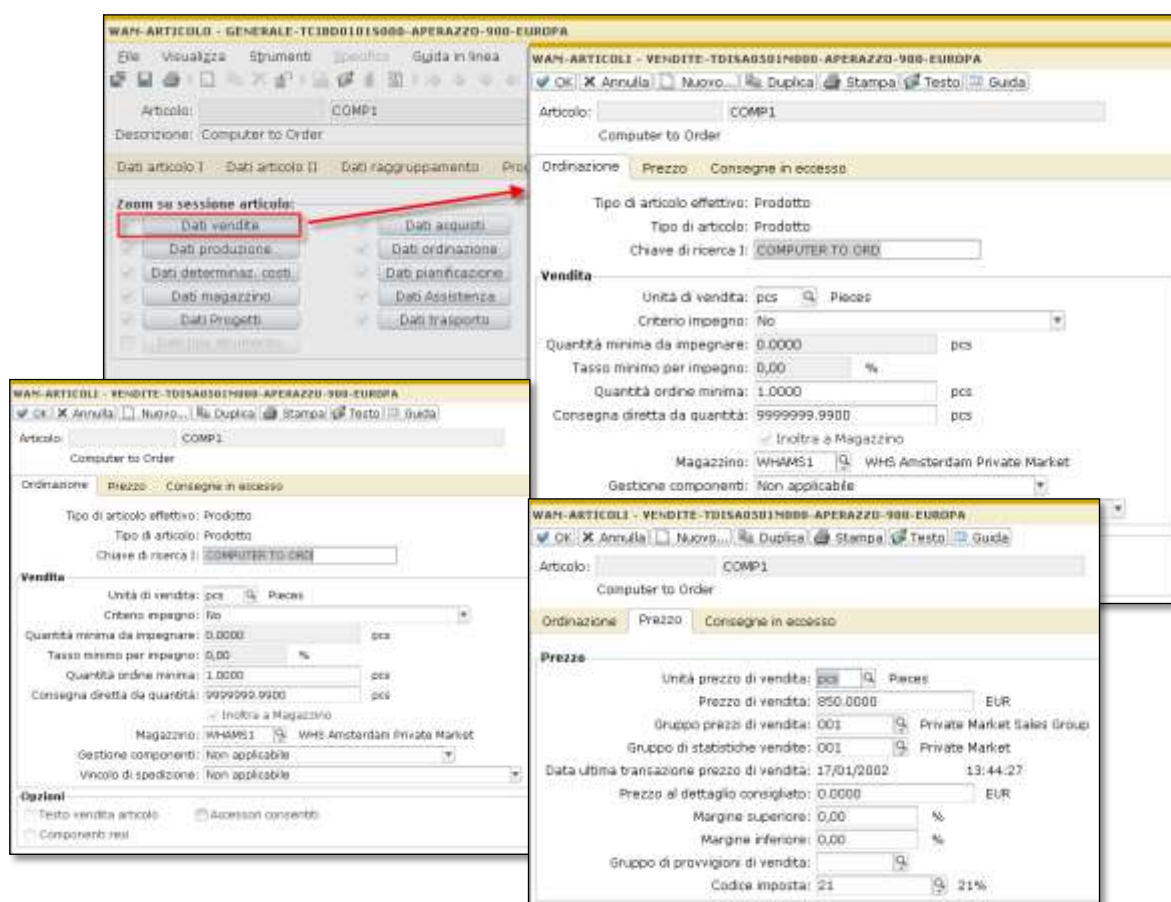 WAM-ARTICOLO - GENERALE-TCIBD0101S000-APERAZZO-900-EUROPA
File Visualizza Strumenti Specifico Guida in linea
Articolo: COMP1
Descrizione: Computer to Order
Dati articolo I Dati articolo II Dati raggruppamento
Zoom su sessione articolo:
Dati vendite Dati acquisti
Dati produzione Dati ordinazione
Dati determinaz. costi Dati pianificazione
Dati magazzino Dati Assistenza
Dati Progetti Dati trasporto
WAM-ARTICOLI - VENDITE-TDISA0501M000-APERAZZO-900-EUROPA
OK Annulla Nuovo... Duplica Stampa Testo Guida
Articolo: COMP1
Computer to Order
Ordinazione Prezzo Consegne in eccesso
Tipo di articolo effettivo: Prodotto
Tipo di articolo: Prodotto
Chiave di ricerca I: COMPUTER TO ORD
Vendita
Unità di vendita: pcs Pieces
Criterio impegno: No
Quantità minima da impegnare: 0.0000 pcs
Tasso minimo per impegno: 0,00 %
Quantità ordine minima: 1.0000 pcs
Consegna diretta da quantità: 9999999.9900 pcs
Inoltra a Magazzino
Magazzino: WHAMS1 WHS Amsterdam Private Market
Gestione componenti: Non applicabile
WAM-ARTICOLI - VENDITE-TDISA0501M000-APERAZZO-900-EUROPA
OK Annulla Nuovo... Duplica Stampa Testo Guida
Articolo: COMP1
Computer to Order
Ordinazione Prezzo Consegne in eccesso
Tipo di articolo effettivo: Prodotto
Tipo di articolo: Prodotto
Chiave di ricerca I: COMPUTER TO ORD
Vendita
Unità di vendita: pcs Pieces
Criterio impegno: No
Quantità minima da impegnare: 0.0000 pcs
Tasso minimo per impegno: 0,00 %
Quantità ordine minima: 1.0000 pcs
Consegna diretta da quantità: 9999999.9900 pcs
Inoltra a Magazzino
Magazzino: WHAMS1 WHS Amsterdam Private Market
Gestione componenti: Non applicabile
Vincolo di spedizione: Non applicabile
Opzioni
Testo vendita articolo Accessori consentiti
Componenti resi
WAM-ARTICOLI - VENDITE-TDISA0501M000-APERAZZO-900-EUROPA
OK Annulla Nuovo... Duplica Stampa Testo Guida
Articolo: COMP1
Computer to Order
Ordinazione Prezzo Consegne in eccesso
Prezzo
Unità prezzo di vendita: pcs Pieces
Prezzo di vendita: 850.0000 EUR
Gruppo prezzi di vendita: 001 Private Market Sales Group
Gruppo di statistiche vendite: 001 Private Market
Data ultima transazione prezzo di vendita: 17/01/2002 13:44:27
Prezzo al dettaglio consigliato: 0.0000 EUR
Margine superiore: 0,00 %
Margine inferiore: 0,00 %
Gruppo di provvigioni di vendita:
Codice imposta: 21 21%